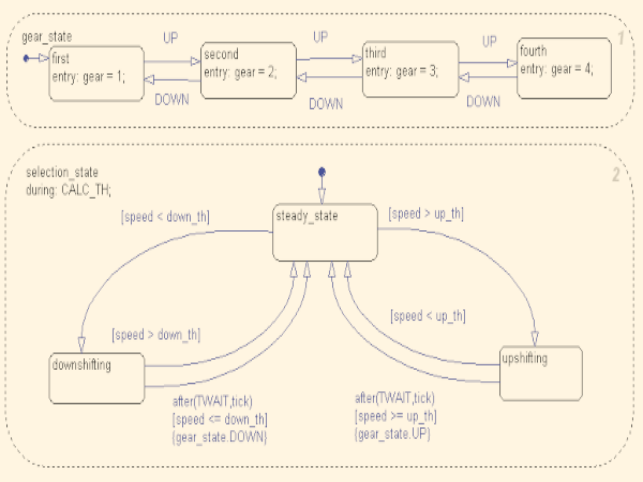 gear_state
1
first
entry: gear = 1;
UP
DOWN
second
entry: gear = 2;
UP
DOWN
third
entry: gear = 3;
UP
DOWN
fourth
entry: gear = 4;
selection_state
during: CALC_TH;
2
steady_state
[speed < down_th]
[speed > up_th]
[speed > down_th]
[speed < up_th]
downshifting
upshifting
after(TWAIT,tick)
[speed <= down_th]
{gear_state.DOWN}
after(TWAIT,tick)
[speed >= up_th]
{gear_state.UP}